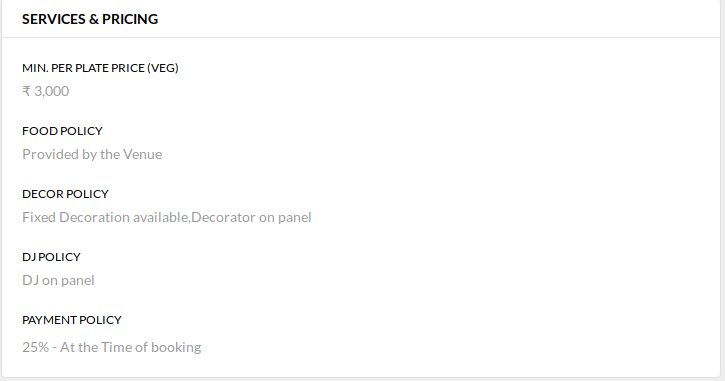 SERVICES & PRICING
MIN. PER PLATE PRICE (VEG)
₹ 3,000
FOOD POLICY
Provided by the Venue
DECOR POLICY
Fixed Decoration available,Decorator on panel
DJ POLICY
DJ on panel
PAYMENT POLICY
25% - At the Time of booking